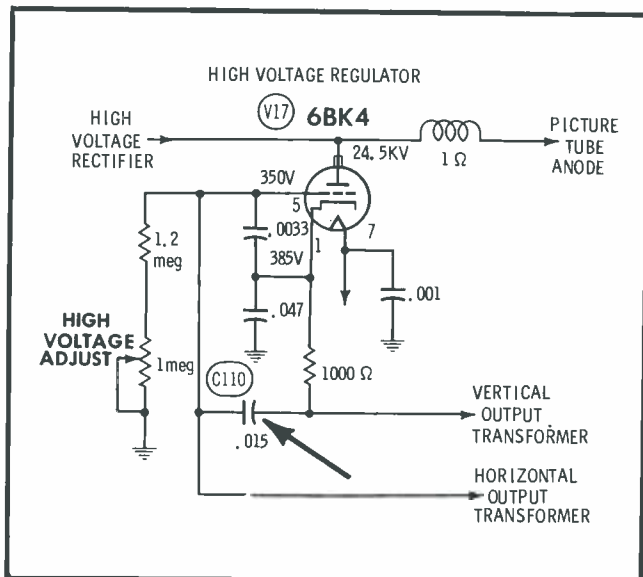 HIGH VOLTAGE REGULATOR
V17 6BK4
HIGH
VOLTAGE
RECTIFIER
24.5KV
1 Ω
PICTURE
TUBE
ANODE
350V
5
1
7
.0033
385V
1.2
meg
.047
.001
HIGH
VOLTAGE
ADJUST
1meg
C110
1000 Ω
.015
VERTICAL
OUTPUT
TRANSFORMER
HORIZONTAL
OUTPUT
TRANSFORMER